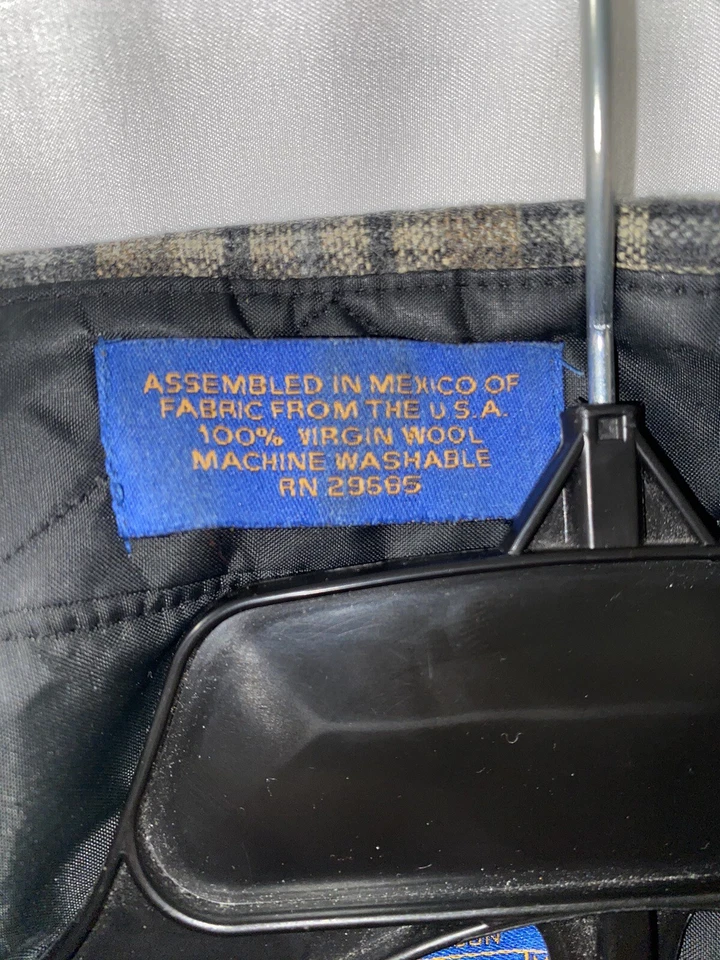 ASSEMBLED IN MEXICO OF
FABRIC FROM THE U.S.A.
100% VIRGIN WOOL
MACHINE WASHABLE
RN 29685